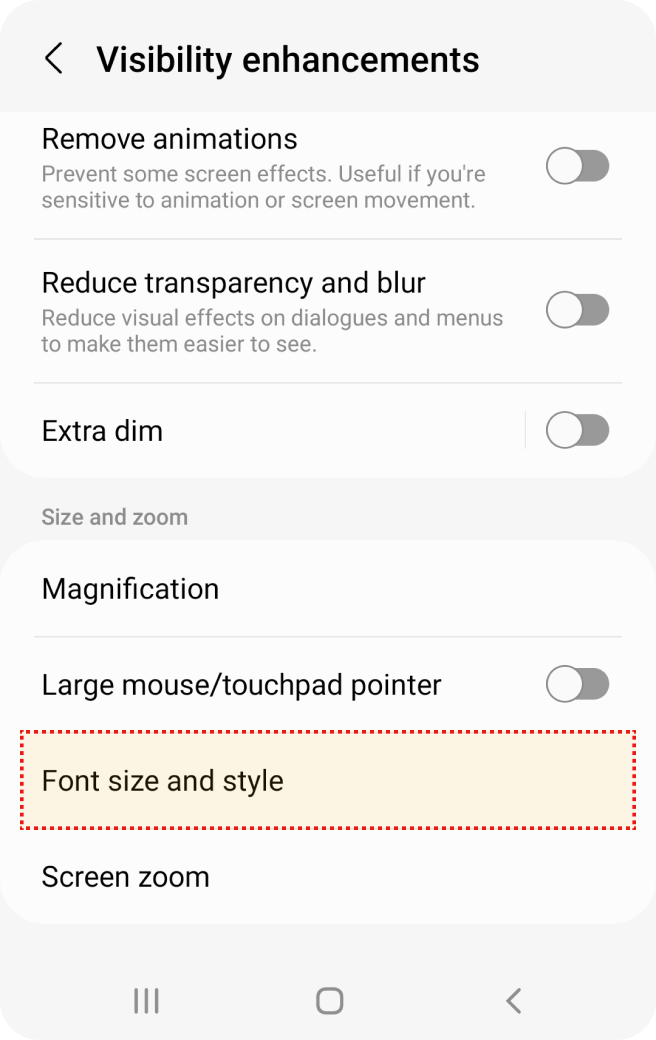 Visibility enhancements
Remove animations
Prevent some screen effects. Useful if you're
sensitive to animation or screen movement.
Reduce transparency and blur
Reduce visual effects on dialogues and menus
to make them easier to see.
Extra dim
Size and zoom
Magnification
Large mouse/touchpad pointer
Font size and style
Screen zoom